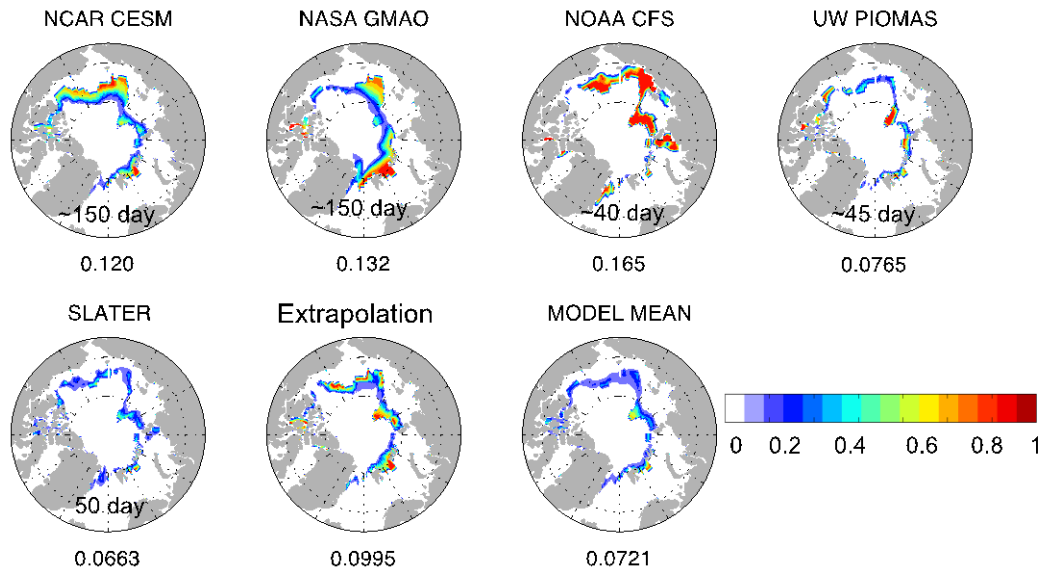 NCAR CESM
NASA GMAO
NOAA CFS
UW PIOMAS
~150 day
~150 day
~40 day
~45 day
0.120
0.132
0.165
0.0765
SLATER
Extrapolation
MODEL MEAN
0 0.2 0.4 0.6 0.8 1
50 day
0.0663
0.0995
0.0721